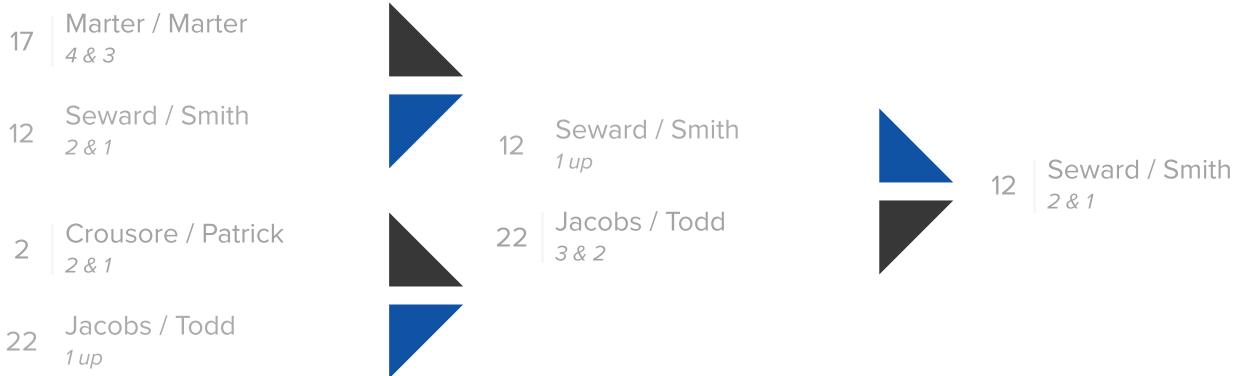 17
Marter / Marter
4 & 3
12
Seward / Smith
2 & 1
2
Crousore / Patrick
2 & 1
22
Jacobs / Todd
1 up
12
Seward / Smith
1 up
22
Jacobs / Todd
3 & 2
12
Seward / Smith
2 & 1